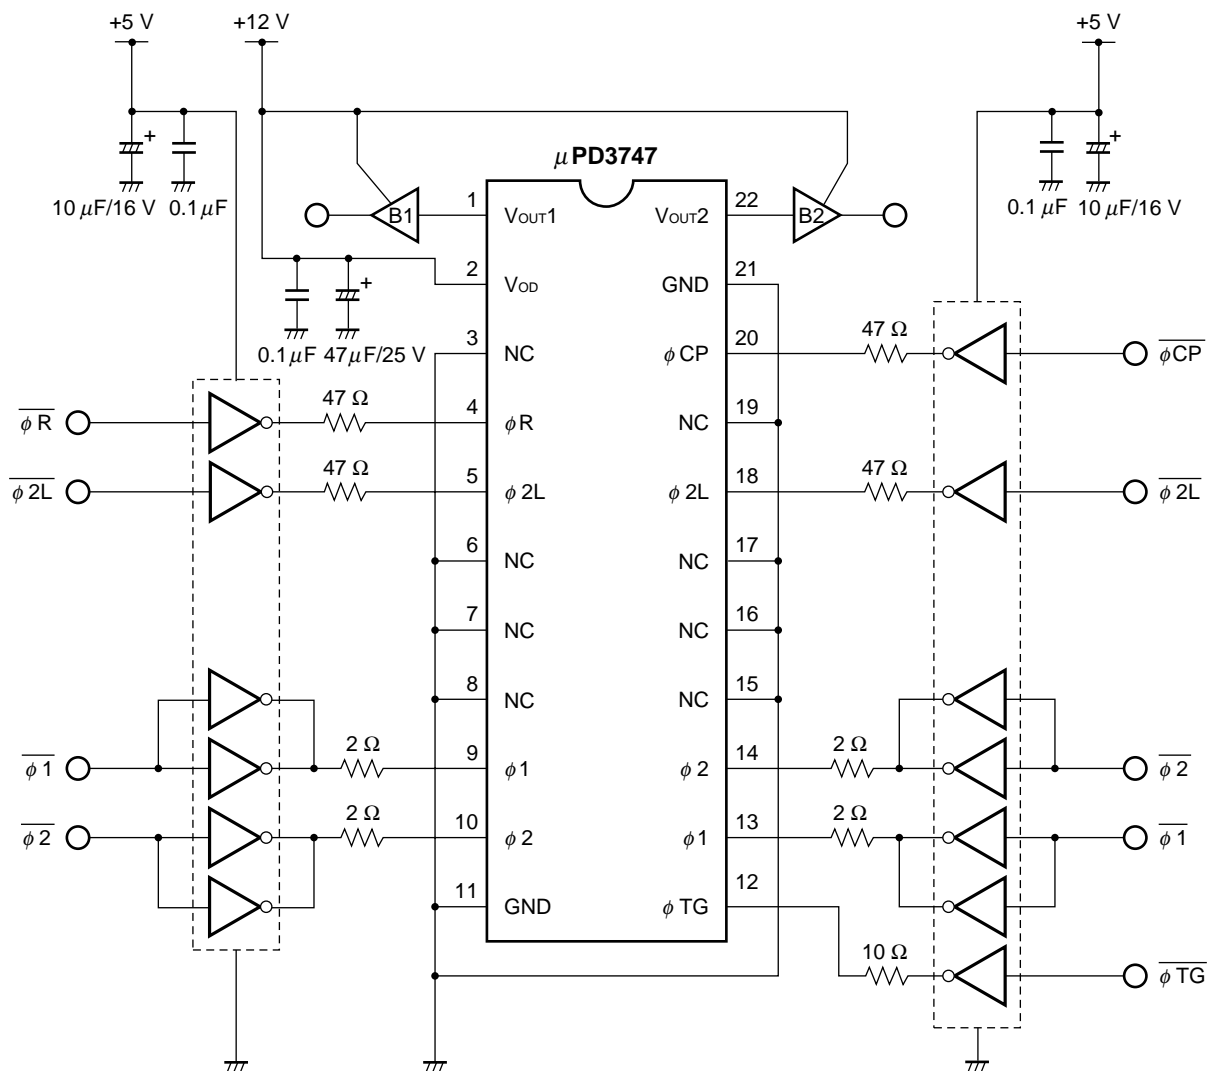 +5 V +12 V +5 V
10 μF/16 V 0.1 μF
μPD3747
0.1 μF 10 μF/16 V
B1 1 VOUT1 VOUT2 22 B2
2 VOD GND 21
0.1 μF 47 μF/25 V
3 NC φCP 20 47 Ω φCP̅
φR̅ 47 Ω 4 φR NC 19
φ2L̅ 47 Ω 5 φ2L φ2L 18 47 Ω φ2L̅
6 NC NC 17
7 NC NC 16
8 NC NC 15
φ1̅ 2 Ω 9 φ1 φ2 14 2 Ω φ2̅
φ2̅ 2 Ω 10 φ2 φ1 13 2 Ω φ1̅
11 GND φTG 12
10 Ω φTG̅